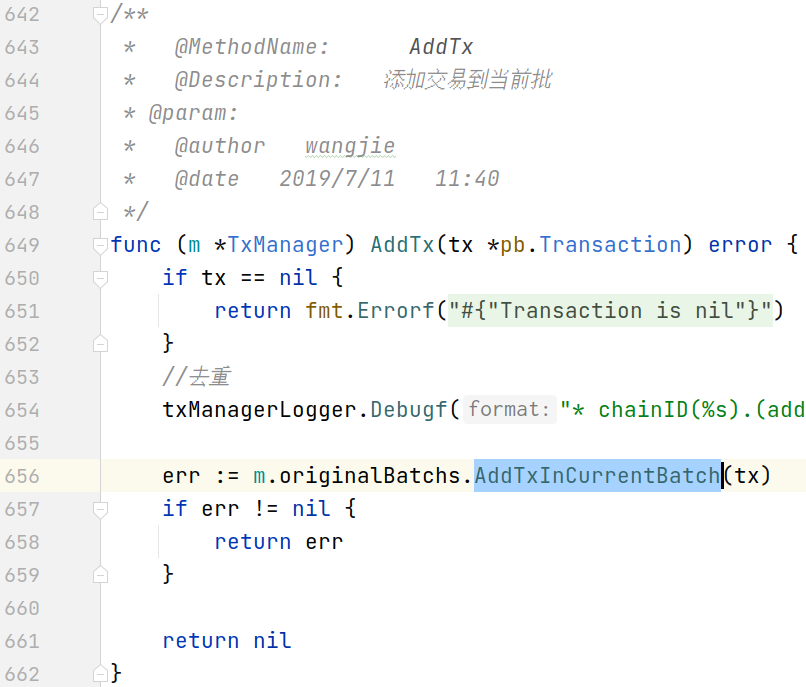 642 /**
643  *   @MethodName:      AddTx
644  *   @Description:   添加交易到当前批
645  * @param:
646  *   @author   wangjie
647  *   @date   2019/7/11   11:40
648  */
649 func (m *TxManager) AddTx(tx *pb.Transaction) error {
650     if tx == nil {
651         return fmt.Errorf("#{"Transaction is nil"}")
652     }
653     //去重
654     txManagerLogger.Debugf( format: "* chainID(%s).(add
655
656     err := m.originalBatchs.AddTxInCurrentBatch(tx)
657     if err != nil {
658         return err
659     }
660
661     return nil
662 }